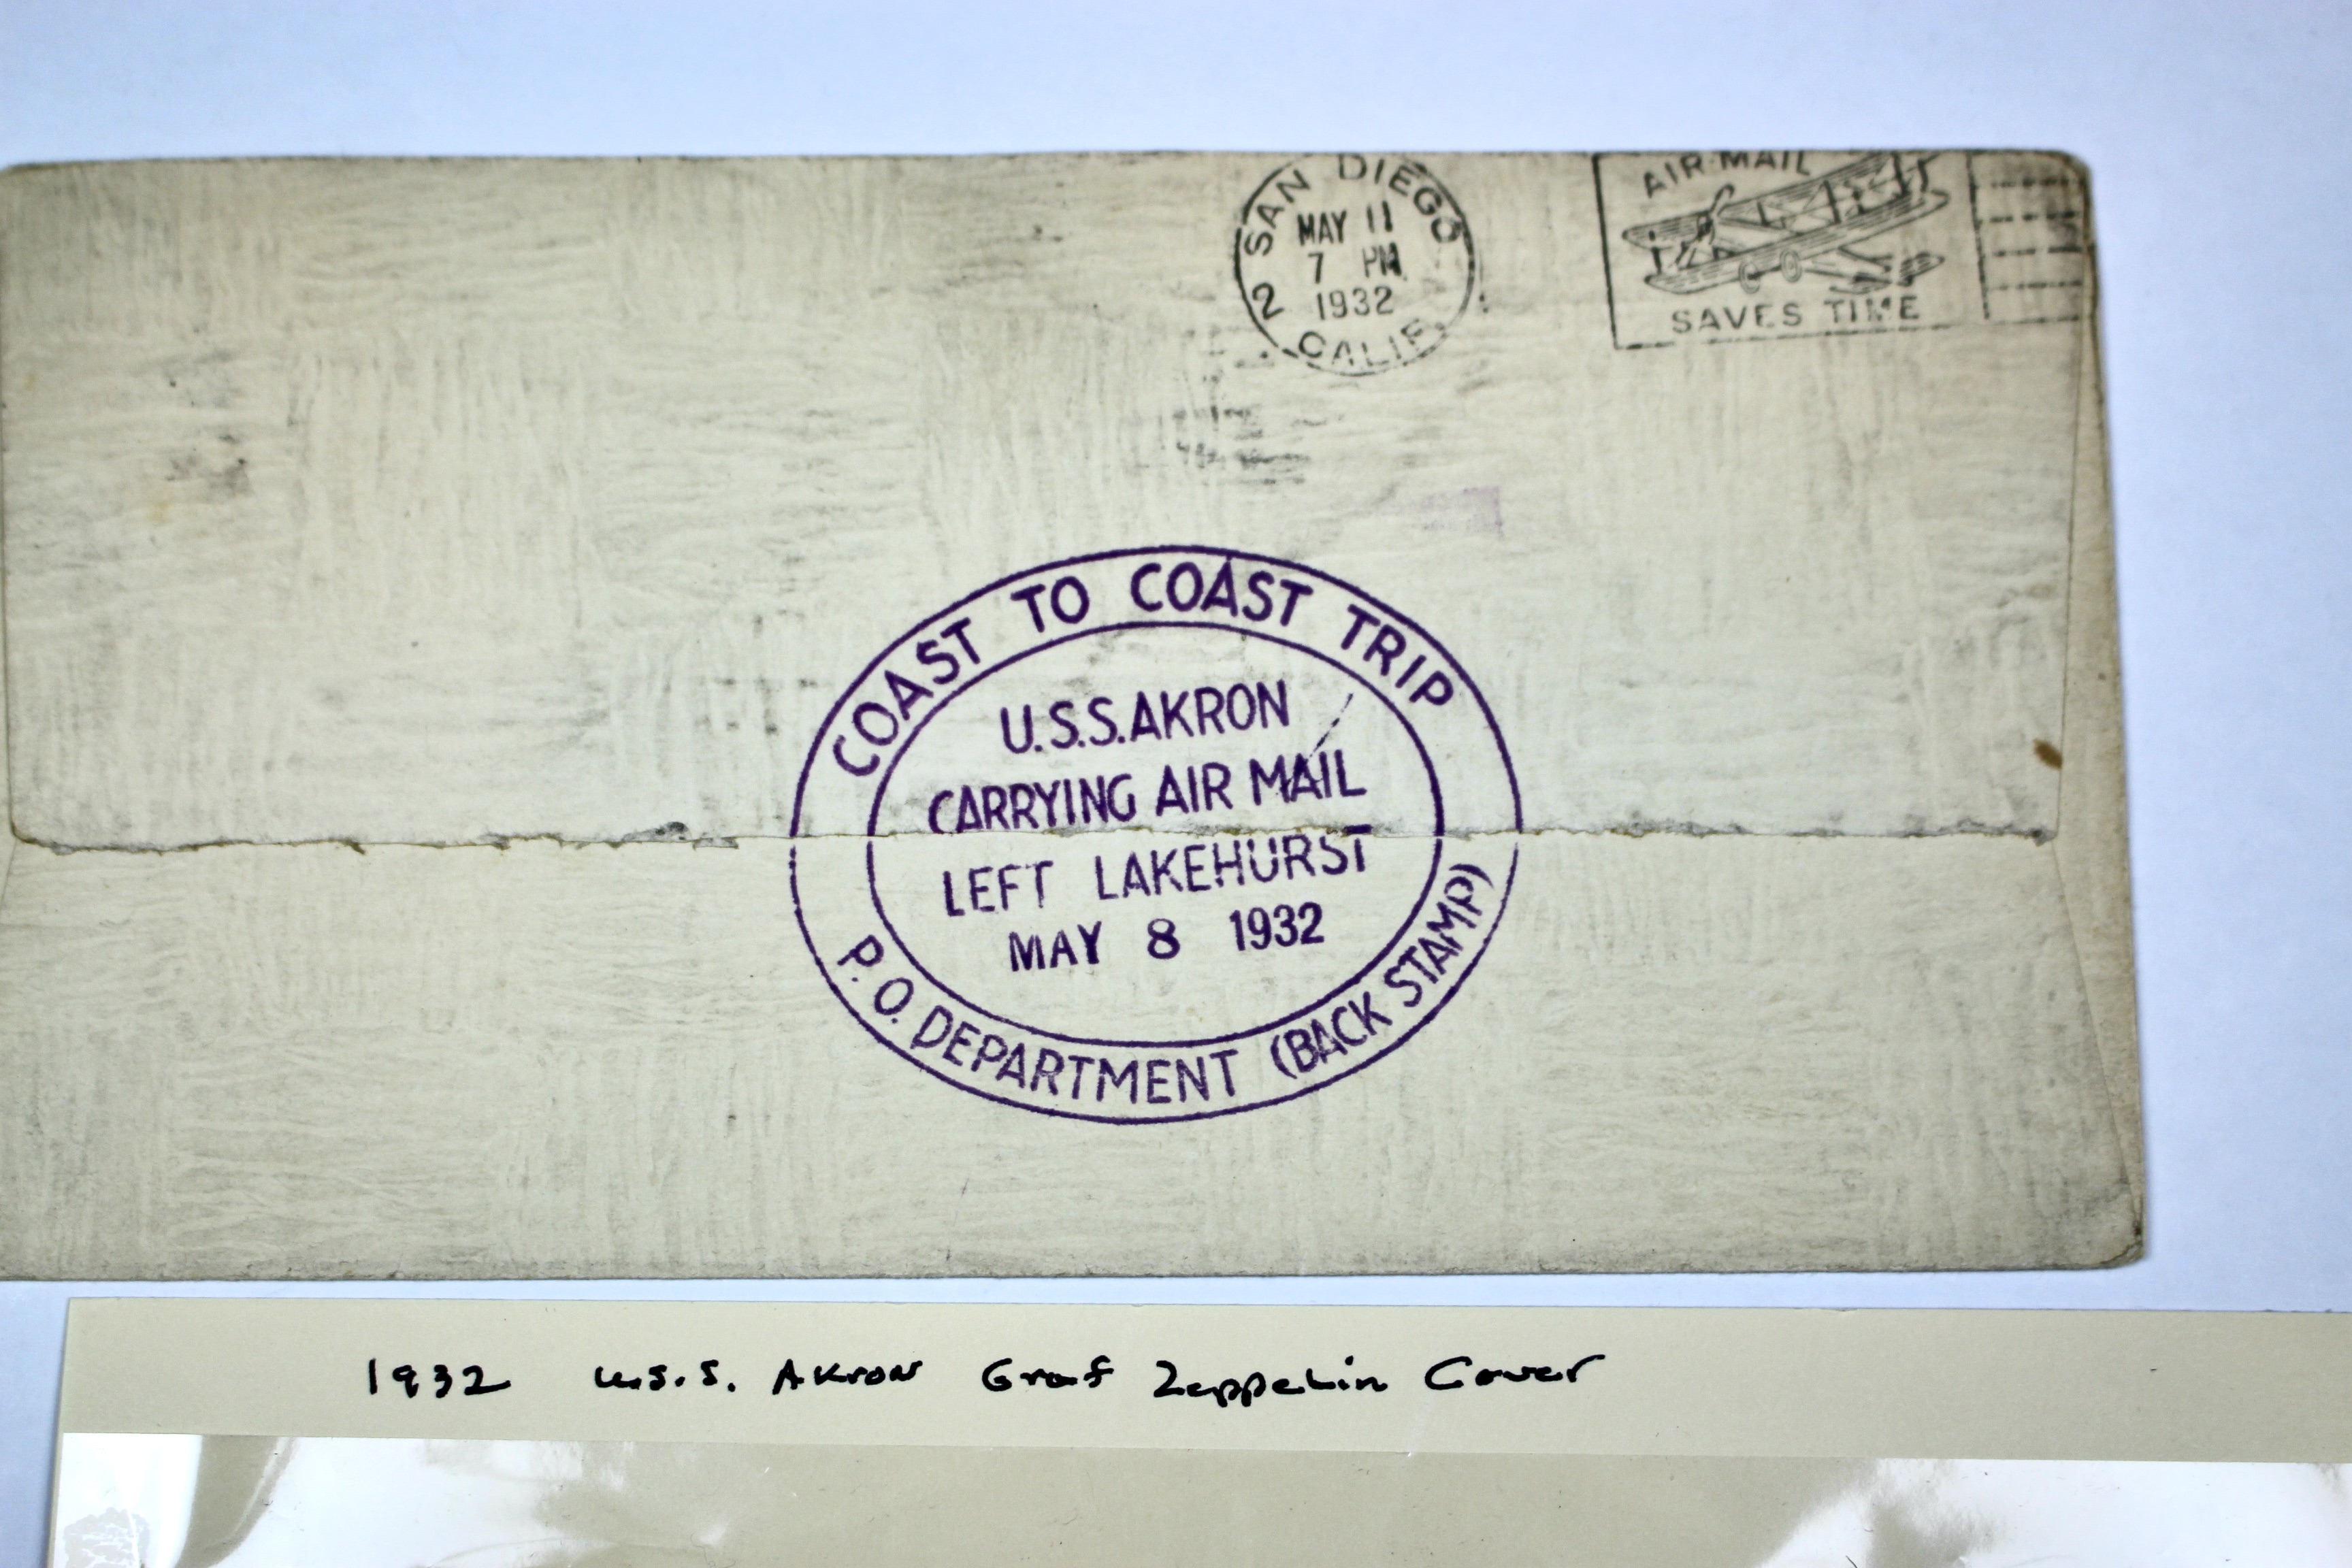 SAN DIEGO
MAY 11
7 PM
1932
2
CALIF.
AIR MAIL
SAVES TIME
COAST TO COAST TRIP
U.S.S. AKRON
CARRYING AIR MAIL
LEFT LAKEHURST
MAY 8 1932
P.O. DEPARTMENT (BACK STAMP)
1932 U.S.S. AKRON Graf Zeppelin Cover